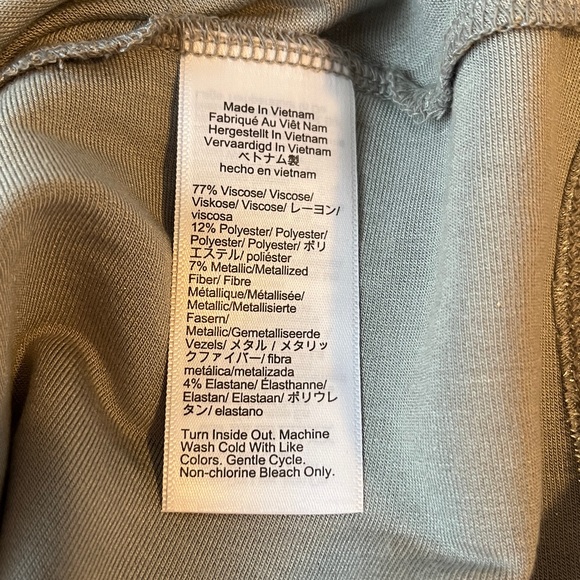 Made In Vietnam
Fabriqué Au Viêt Nam
Hergestellt In Vietnam
Vervaardigd In Vietnam
ベトナム製
hecho en vietnam
77% Viscose/ Viscose/
Viskose/ Viscose/ レーヨン/
viscosa
12% Polyester/ Polyester/
Polyester/ Polyester/ ポリ
エステル/ poliéster
7% Metallic/Metallized
Fiber/ Fibre
Métallique/Métallisée/
Metallic/Metallisierte
Fasern/
Metallic/Gemetalliseerde
Vezels/ メタル / メタリッ
クファイバー/ fibra
metálica/metalizada
4% Elastane/ Élasthanne/
Elastan/ Elastaan/ ポリウレ
タン/ elastano
Turn Inside Out. Machine
Wash Cold With Like
Colors. Gentle Cycle.
Non-chlorine Bleach Only.